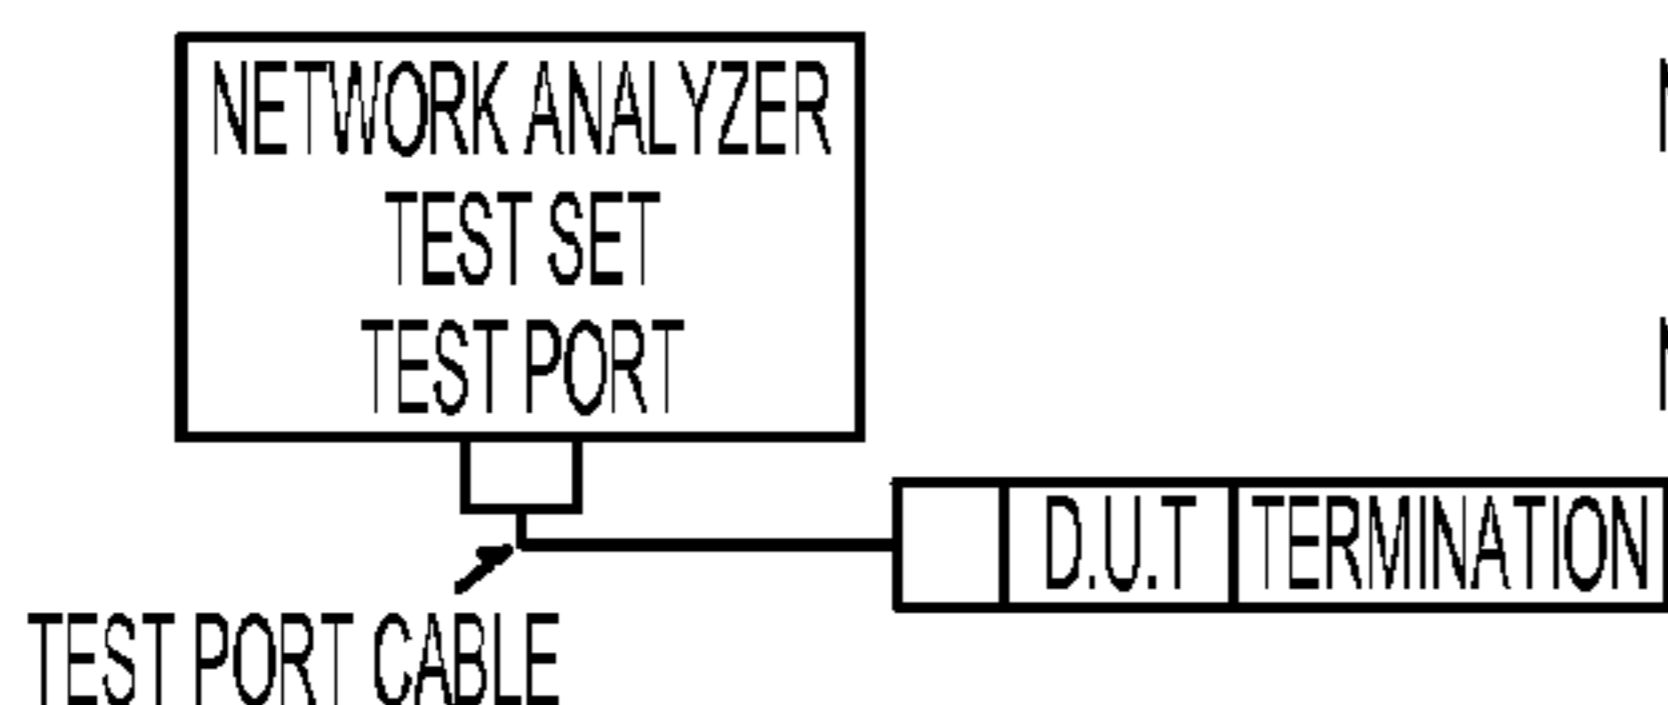 NETWORK ANALYZER
TEST SET
TEST PORT
D.U.T TERMINATION
TEST PORT CABLE